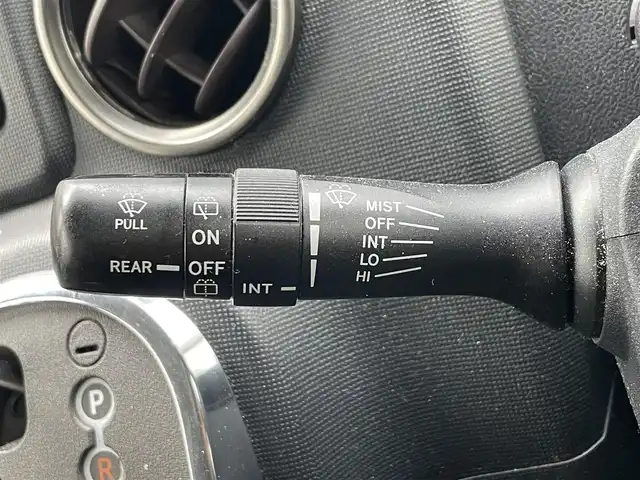 PULL
REAR
ON
OFF
INT
MIST
OFF
INT
LO
HI
P
R